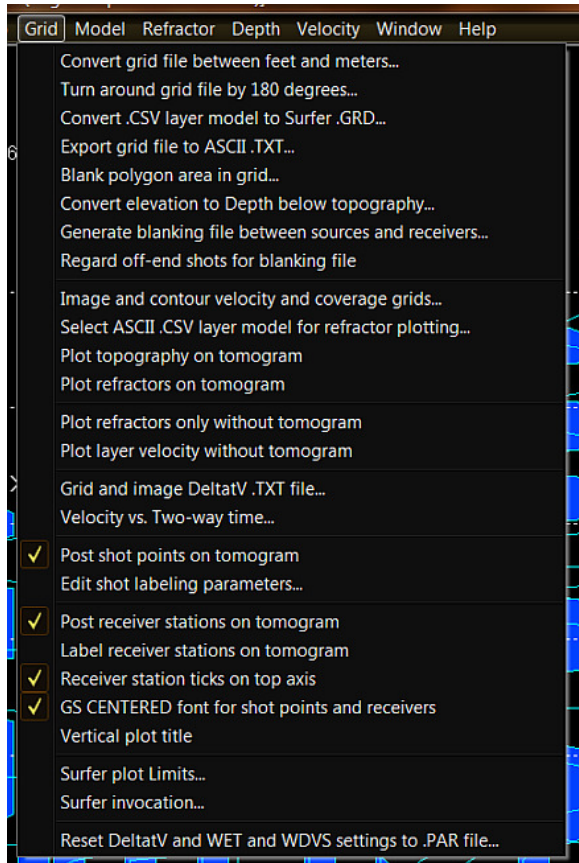 Grid Model Refractor Depth Velocity Window Help
Convert grid file between feet and meters...
Turn around grid file by 180 degrees...
Convert .CSV layer model to Surfer .GRD...
Export grid file to ASCII .TXT...
Blank polygon area in grid...
Convert elevation to Depth below topography...
Generate blanking file between sources and receivers...
Regard off-end shots for blanking file
Image and contour velocity and coverage grids...
Select ASCII .CSV layer model for refractor plotting...
Plot topography on tomogram
Plot refractors on tomogram
Plot refractors only without tomogram
Plot layer velocity without tomogram
Grid and image DeltatV .TXT file...
Velocity vs. Two-way time...
Post shot points on tomogram
Edit shot labeling parameters...
Post receiver stations on tomogram
Label receiver stations on tomogram
Receiver station ticks on top axis
GS CENTERED font for shot points and receivers
Vertical plot title
Surfer plot Limits...
Surfer invocation...
Reset DeltatV and WET and WDVS settings to .PAR file...